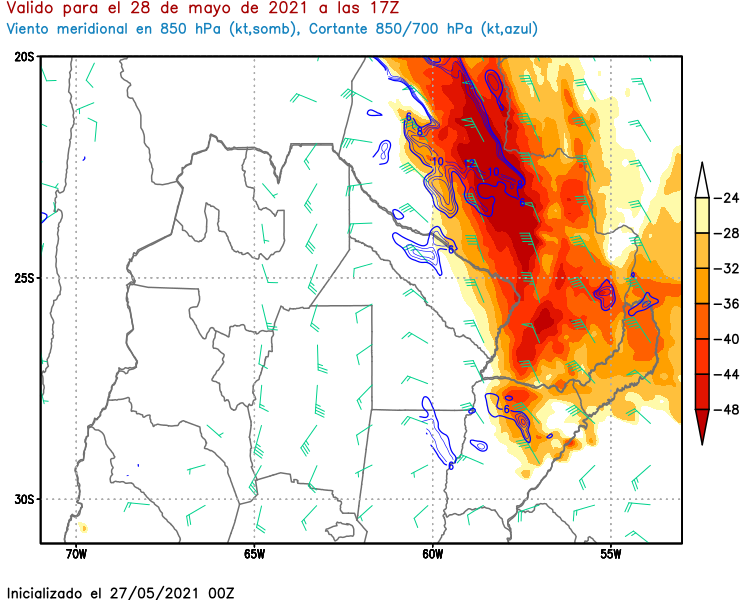 Valido para el 28 de mayo de 2021 a las 17Z
Viento meridional en 850 hPa (kt,somb), Cortante 850/700 hPa (kt,azul)
20S
25S
30S
70W
65W
60W
55W
-24
-28
-32
-36
-40
-44
-48
6
8
10
12
10
6
6
6
Inicializado el 27/05/2021 00Z